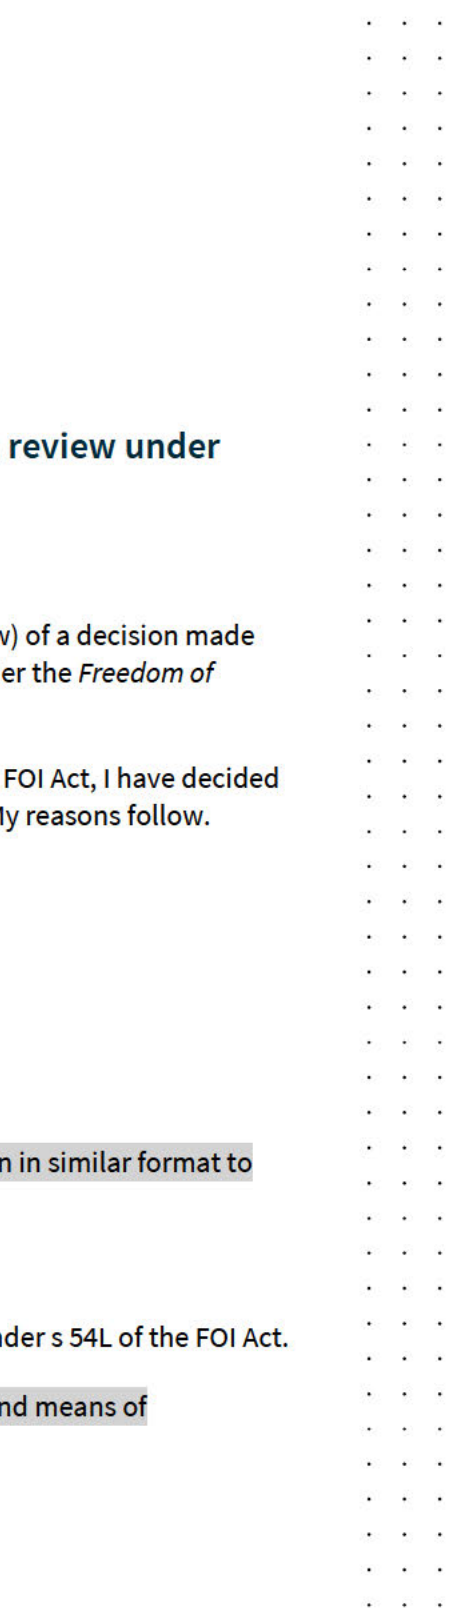 review under
) of a decision made
er the Freedom of
FOI Act, I have decided
My reasons follow.
n in similar format to
nder s 54L of the FOI Act.
nd means of